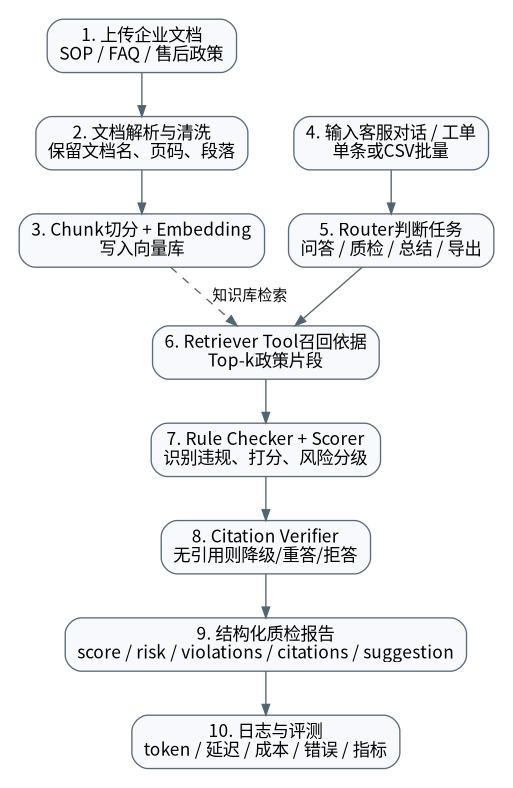 1. 上传企业文档
SOP / FAQ / 售后政策
2. 文档解析与清洗
保留文档名、页码、段落
4. 输入客服对话 / 工单
单条或CSV批量
3. Chunk切分 + Embedding
写入向量库
5. Router判断任务
问答 / 质检 / 总结 / 导出
知识库检索
6. Retriever Tool召回依据
Top-k政策片段
7. Rule Checker + Scorer
识别违规、打分、风险分级
8. Citation Verifier
无引用则降级/重答/拒答
9. 结构化质检报告
score / risk / violations / citations / suggestion
10. 日志与评测
token / 延迟 / 成本 / 错误 / 指标